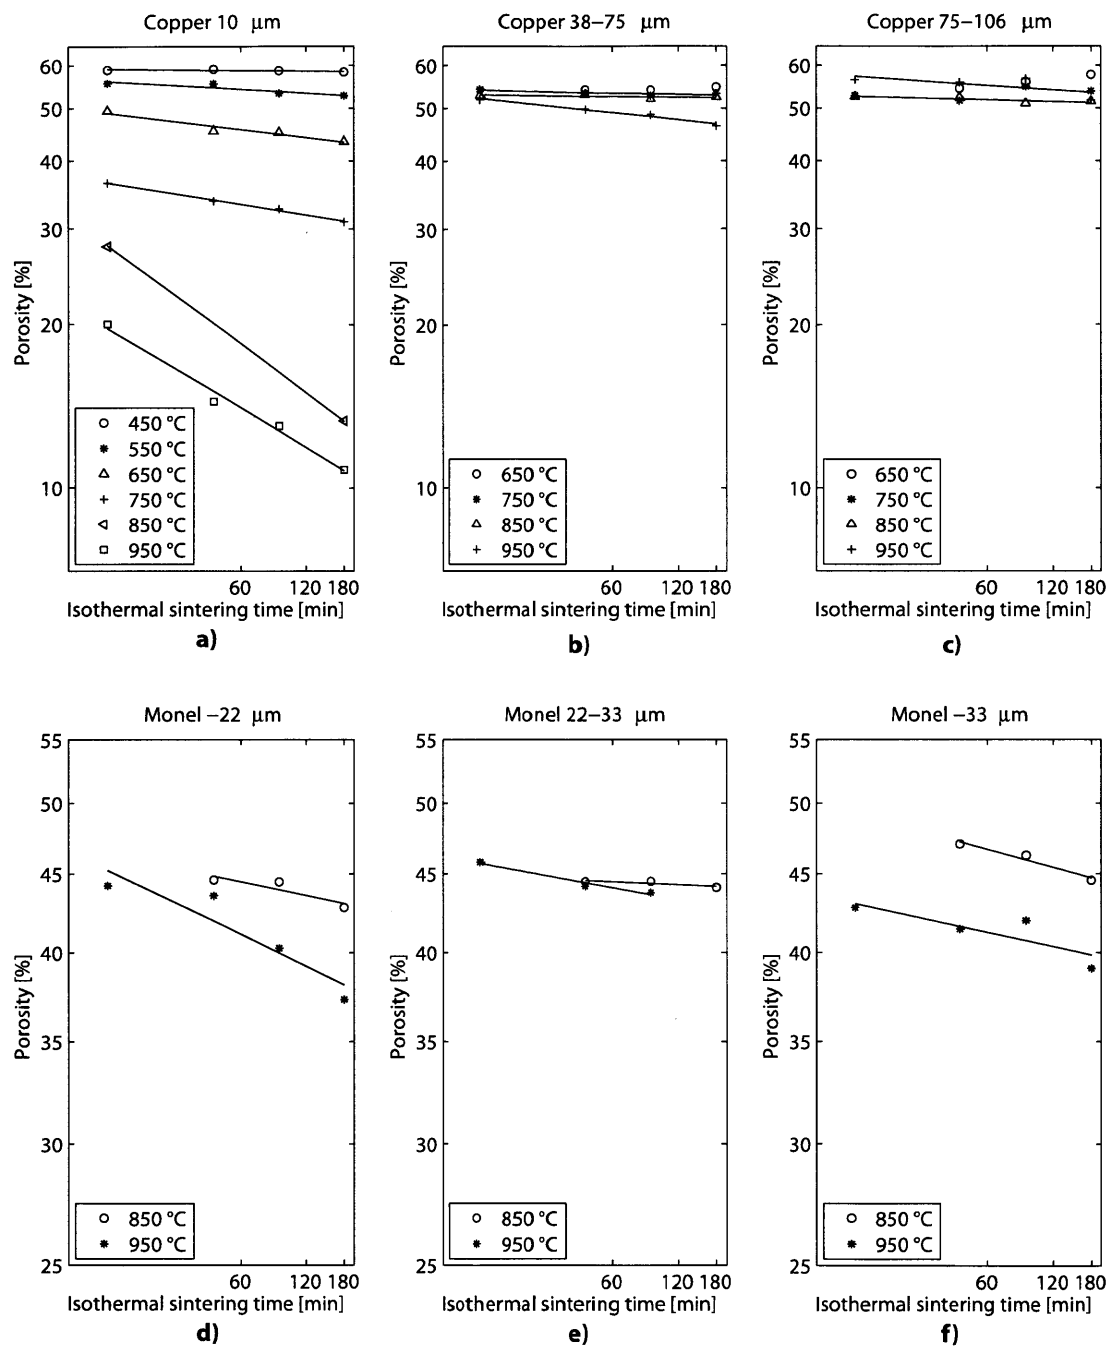 Copper 10 μm
60
50
40
30
20
10
Porosity [%]
450 °C
550 °C
650 °C
750 °C
850 °C
950 °C
60 120 180
Isothermal sintering time [min]
a)
Copper 38–75 μm
60
50
40
30
20
10
Porosity [%]
650 °C
750 °C
850 °C
950 °C
60 120 180
Isothermal sintering time [min]
b)
Copper 75–106 μm
60
50
40
30
20
10
Porosity [%]
650 °C
750 °C
850 °C
950 °C
60 120 180
Isothermal sintering time [min]
c)
Monel –22 μm
55
50
45
40
35
30
25
Porosity [%]
850 °C
950 °C
60 120 180
Isothermal sintering time [min]
d)
Monel 22–33 μm
55
50
45
40
35
30
25
Porosity [%]
850 °C
950 °C
60 120 180
Isothermal sintering time [min]
e)
Monel –33 μm
55
50
45
40
35
30
25
Porosity [%]
850 °C
950 °C
60 120 180
Isothermal sintering time [min]
f)